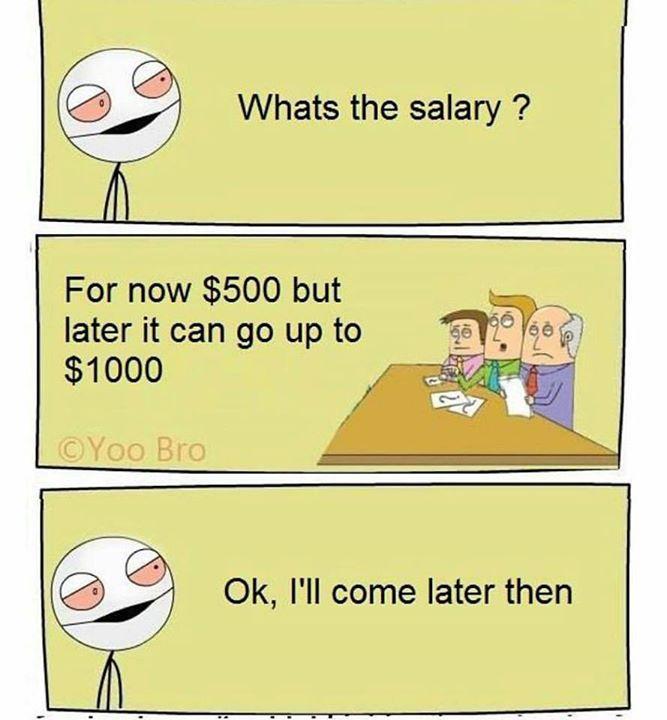 Whats the salary ?
For now $500 but
later it can go up to
$1000
©Yoo Bro
Ok, I'll come later then